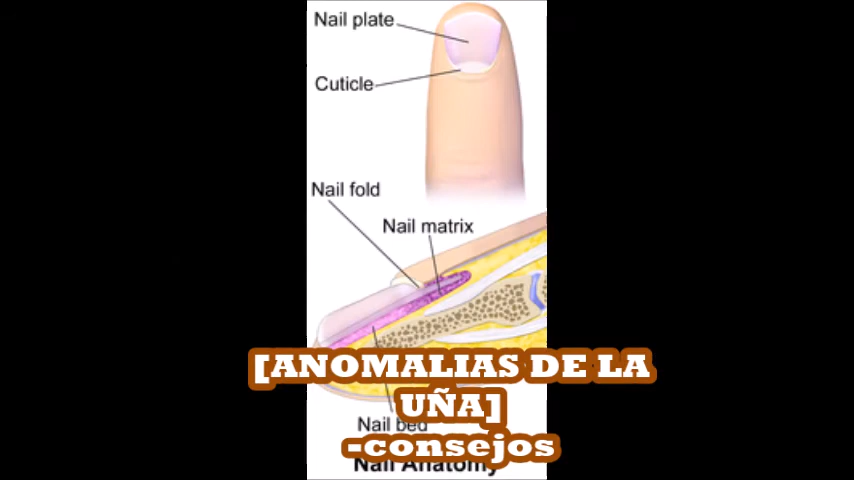 Nail plate
Cuticle
Nail fold
Nail matrix
[ANOMALIAS DE LA
UÑA]
Nail bed
-consejos
Nail Anatomy